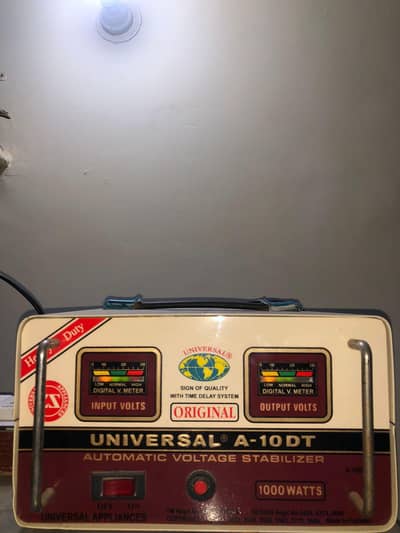 Heavy Duty
UNIVERSAL®
LOW NORMAL HIGH
DIGITAL V. METER
INPUT VOLTS
SIGN OF QUALITY
WITH TIME DELAY SYSTEM
ORIGINAL
LOW NORMAL HIGH
DIGITAL V. METER
OUTPUT VOLTS
UNIVERSAL® A-10DT
AUTOMATIC VOLTAGE STABILIZER
OFF ON
UNIVERSAL APPLIANCES
1000 WATTS